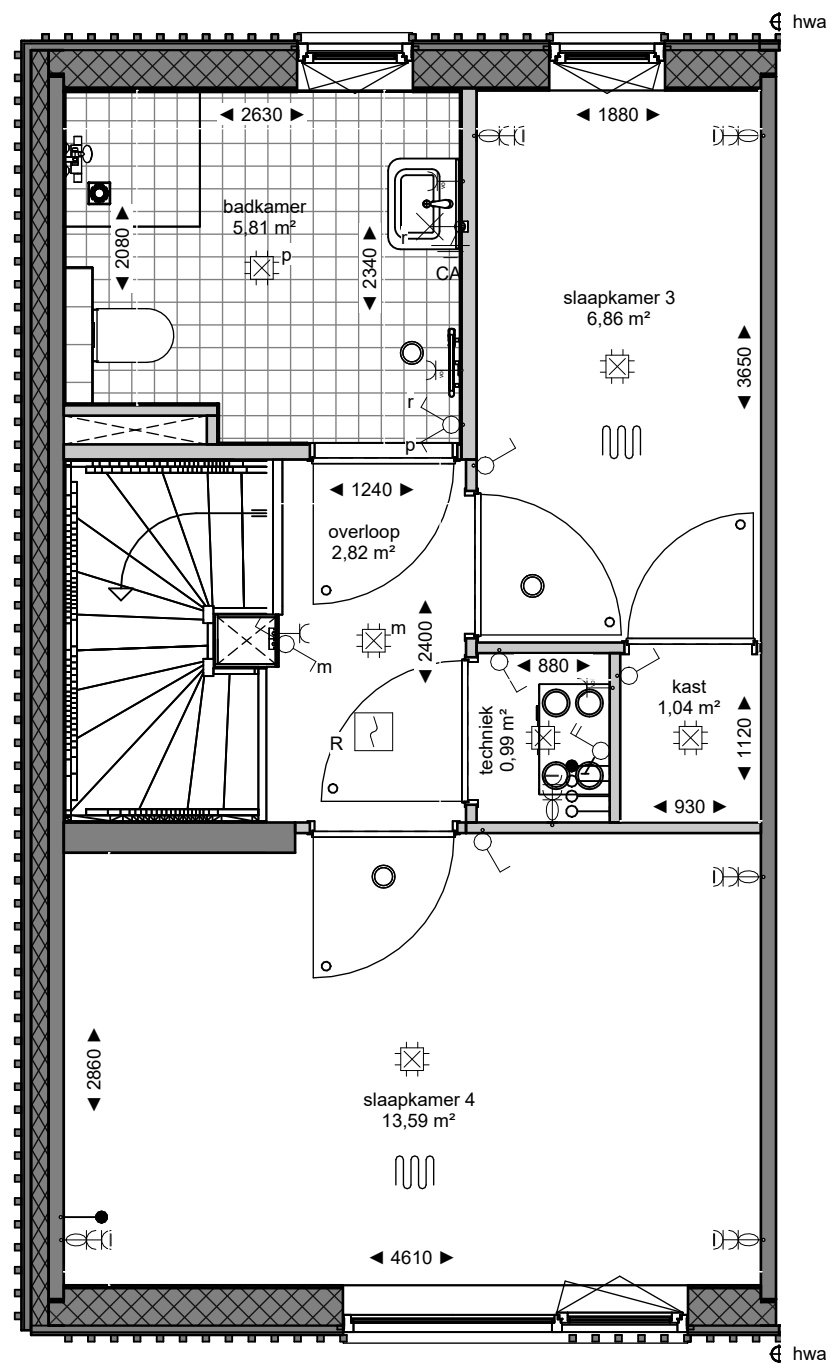 hwa
2630
1880
badkamer
5,81 m²
p
2080
2340
r
CA
slaapkamer 3
6,86 m²
3650
r
p
1240
overloop
2,82 m²
m
m
2400
880
techniek
0,99 m²
kast
1,04 m²
1120
R
930
2860
slaapkamer 4
13,59 m²
4610
hwa